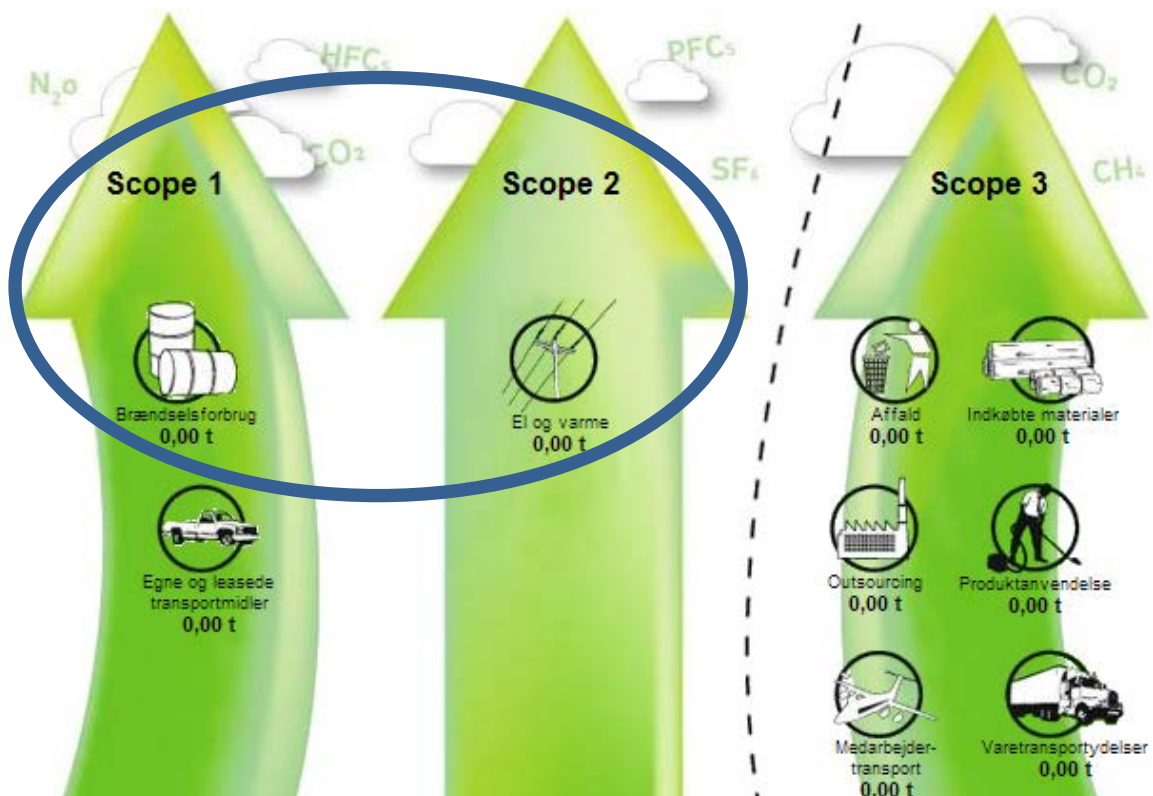 N₂o
HFCs
PFCs
CO₂
CO₂
SF₆
CH₄
Scope 1
Scope 2
Scope 3
Brændselsforbrug
0,00 t
El og varme
0,00 t
Affald
0,00 t
Indkøbte materialer
0,00 t
Egne og leasede
transportmidler
0,00 t
Outsourcing
0,00 t
Produktanvendelse
0,00 t
Medarbejder-
transport
0,00 t
Varetransportydelser
0,00 t